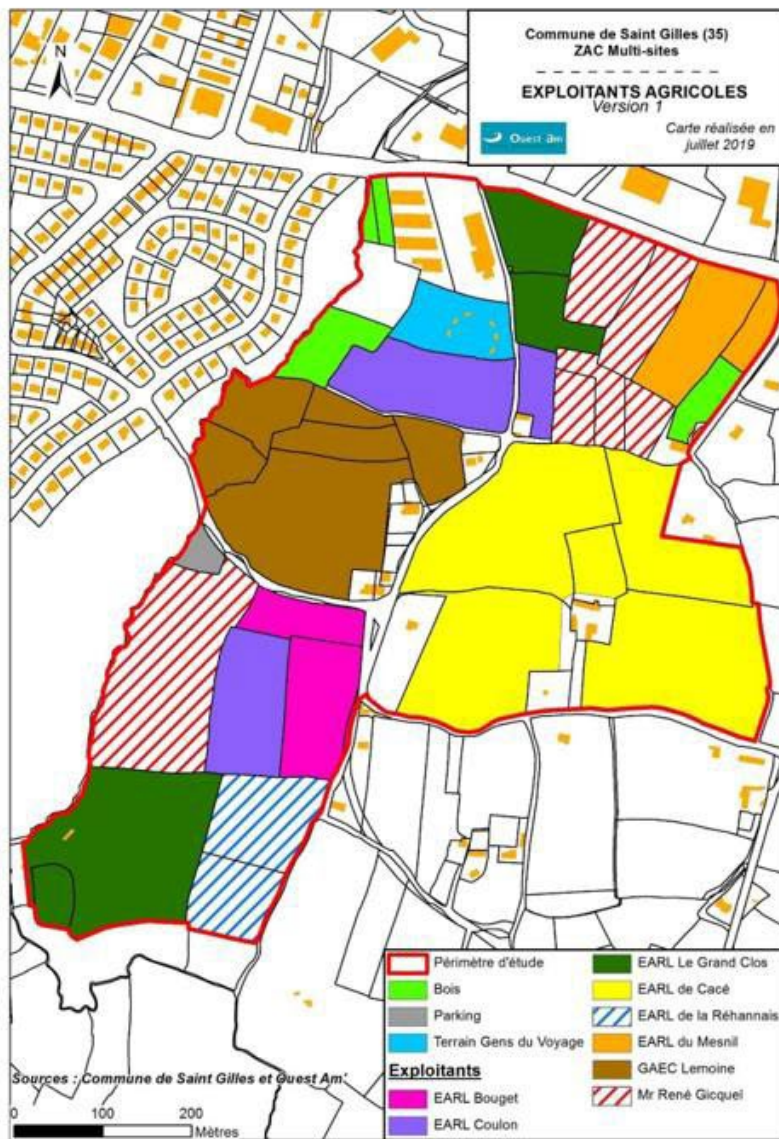 Commune de Saint Gilles (35)
ZAC Multi-sites
EXPLOITANTS AGRICOLES
Version 1
Ouest am'
Carte réalisée en
juillet 2019
N
Périmètre d'étude
Bois
Parking
Terrain Gens du Voyage
Exploitants
EARL Bouget
EARL Coulon
EARL Le Grand Clos
EARL de Cacé
EARL de la Réhannais
EARL du Mesnil
GAEC Lemoine
Mr René Gicquel
Sources : Commune de Saint Gilles et Ouest Am'
0 100 200
Mètres